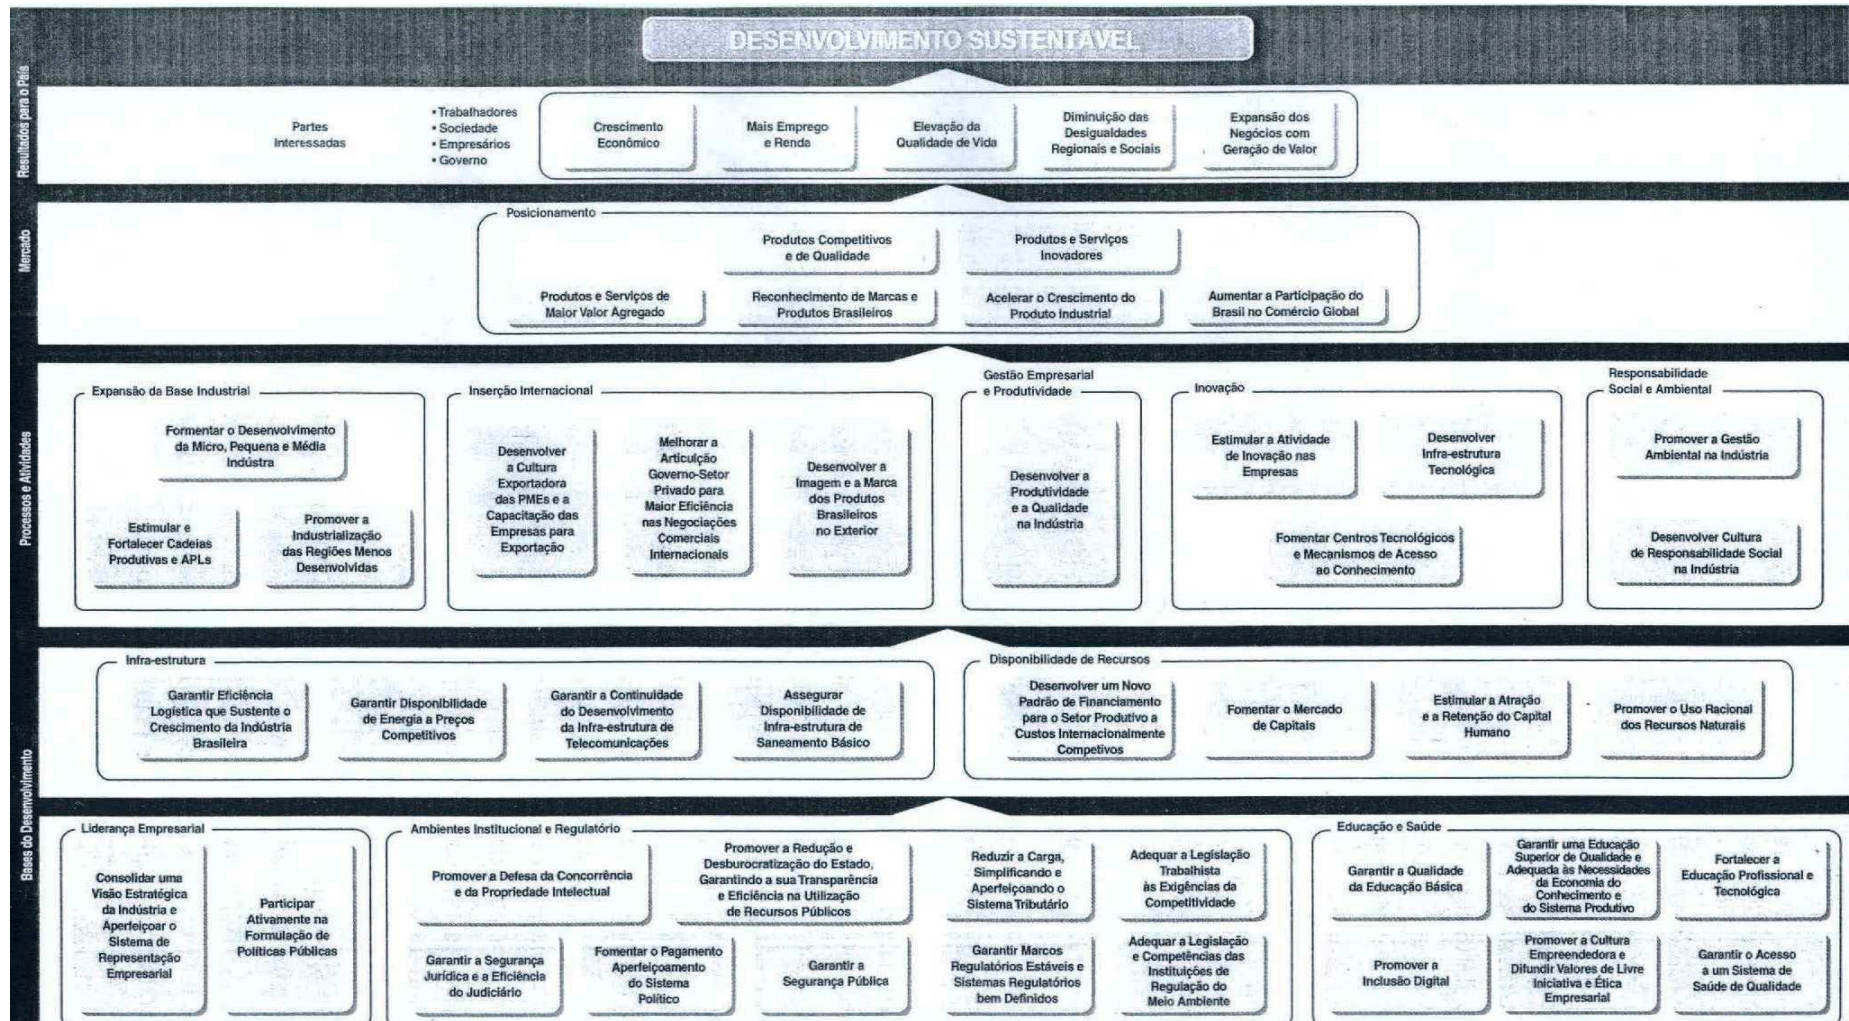 DESENVOLVIMENTO SUSTENTÁVEL
Resultados para o País
Partes
Interessadas
• Trabalhadores
• Sociedade
• Empresários
• Governo
Crescimento
Econômico
Mais Emprego
e Renda
Elevação da
Qualidade de Vida
Diminuição das
Desigualdades
Regionais e Sociais
Expansão dos
Negócios com
Geração de Valor
Mercado
Posicionamento
Produtos Competitivos
e de Qualidade
Produtos e Serviços
Inovadores
Produtos e Serviços de
Maior Valor Agregado
Reconhecimento de Marcas e
Produtos Brasileiros
Acelerar o Crescimento do
Produto Industrial
Aumentar a Participação do
Brasil no Comércio Global
Processos e Atividades
Expansão da Base Industrial
Formentar o Desenvolvimento
da Micro, Pequena e Média
Indústra
Estimular e
Fortalecer Cadeias
Produtivas e APLs
Promover a
Industrialização
das Regiões Menos
Desenvolvidas
Inserção Internacional
Desenvolver
a Cultura
Exportadora
das PMEs e a
Capacitação das
Empresas para
Exportação
Melhorar a
Articulção
Governo-Setor
Privado para
Maior Eficiência
nas Negociações
Comerciais
Internacionais
Desenvolver a
Imagem e a Marca
dos Produtos
Brasileiros
no Exterior
Gestão Empresarial
e Produtividade
Desenvolver a
Produtividade
e a Qualidade
na Indústria
Inovação
Estimular a Atividade
de Inovação nas
Empresas
Desenvolver
Infra-estrutura
Tecnológica
Fomentar Centros Tecnológicos
e Mecanismos de Acesso
ao Conhecimento
Responsabilidade
Social e Ambiental
Promover a Gestão
Ambiental na Indústria
Desenvolver Cultura
de Responsabilidade Social
na Indústria
Bases do Desenvolvimento
Infra-estrutura
Garantir Eficiência
Logística que Sustente o
Crescimento da Indústria
Brasileira
Garantir Disponibilidade
de Energia a Preços
Competitivos
Garantir a Continuidade
do Desenvolvimento
da Infra-estrutura de
Telecomunicações
Assegurar
Disponibilidade de
Infra-estrutura de
Saneamento Básico
Disponibilidade de Recursos
Desenvolver um Novo
Padrão de Financiamento
para o Setor Produtivo a
Custos Internacionalmente
Competivos
Fomentar o Mercado
de Capitais
Estimular a Atração
e a Retenção do Capital
Humano
Promover o Uso Racional
dos Recursos Naturais
Liderança Empresarial
Consolidar uma
Visão Estratégica
da Indústria e
Aperfeiçoar o
Sistema de
Representação
Empresarial
Participar
Ativamente na
Formulação de
Políticas Públicas
Ambientes Institucional e Regulatório
Promover a Defesa da Concorrência
e da Propriedade Intelectual
Promover a Redução e
Desburocratização do Estado,
Garantindo a sua Transparência
e Eficiência na Utilização
de Recursos Públicos
Reduzir a Carga,
Simplificando e
Aperfeiçoando o
Sistema Tributário
Adequar a Legislação
Trabalhista
às Exigências da
Competitividade
Garantir a Segurança
Jurídica e a Eficiência
do Judiciário
Fomentar o Pagamento
Aperfeiçoamento
do Sistema
Político
Garantir a
Segurança Pública
Garantir Marcos
Regulatórios Estáveis e
Sistemas Regulatórios
bem Definidos
Adequar a Legislação
e Competências das
Instituições de
Regulação do
Meio Ambiente
Educação e Saúde
Garantir a Qualidade
da Educação Básica
Garantir uma Educação
Superior de Qualidade e
Adequada às Necessidades
da Economia do
Conhecimento e
do Sistema Produtivo
Fortalecer a
Educação Profissional e
Tecnológica
Promover a
Inclusão Digital
Promover a Cultura
Empreendedora e
Difundir Valores de Livre
Iniciativa e Ética
Empresarial
Garantir o Acesso
a um Sistema de
Saúde de Qualidade